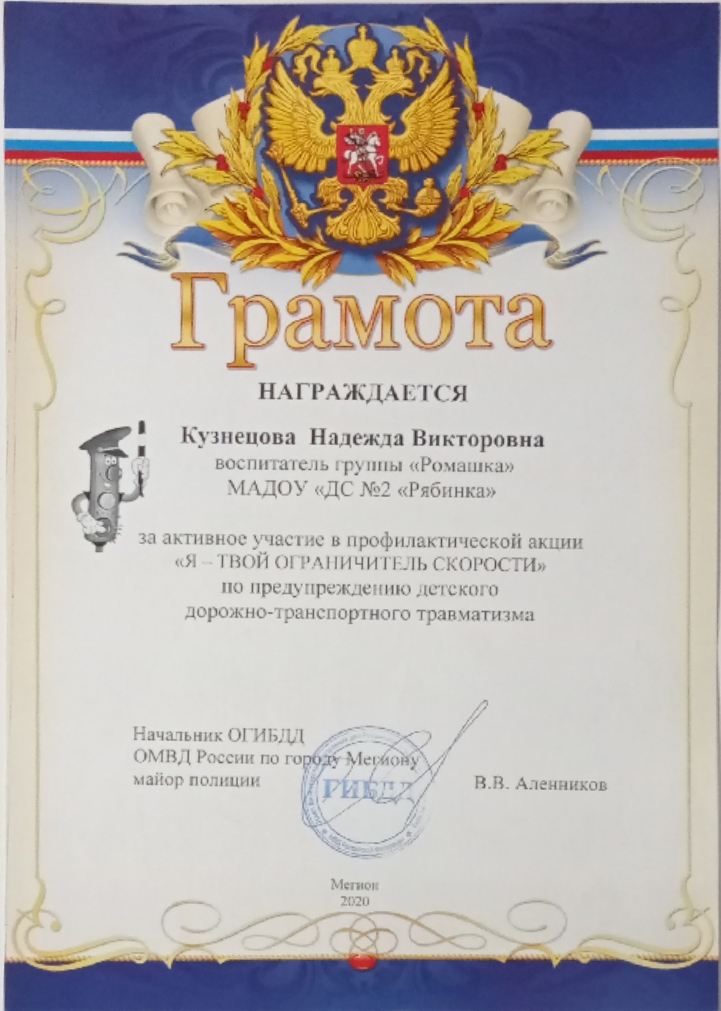 Грамота
НАГРАЖДАЕТСЯ
Кузнецова Надежда Викторовна
воспитатель группы «Ромашка»
МАДОУ «ДС №2 «Рябинка»
за активное участие в профилактической акции
«Я – ТВОЙ ОГРАНИЧИТЕЛЬ СКОРОСТИ»
по предупреждению детского
дорожно-транспортного травматизма
Начальник ОГИБДД
ОМВД России по городу Мегиону
майор полиции
В.В. Аленников
ГИБДД
Мегион
2020